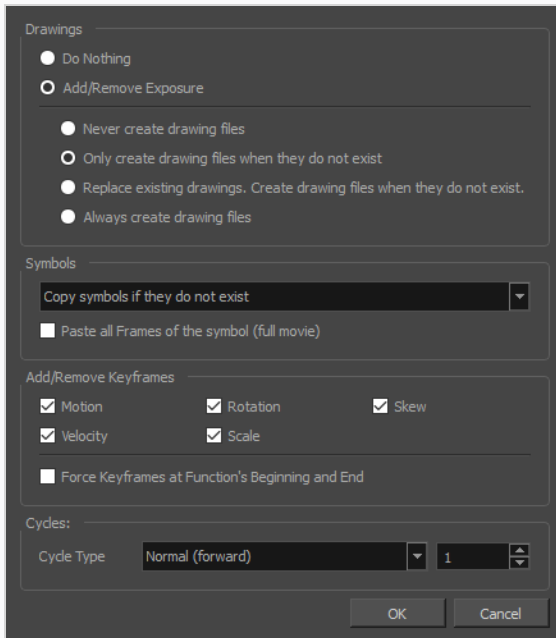 Drawings
Do Nothing
Add/Remove Exposure
Never create drawing files
Only create drawing files when they do not exist
Replace existing drawings. Create drawing files when they do not exist.
Always create drawing files
Symbols
Copy symbols if they do not exist
Paste all Frames of the symbol (full movie)
Add/Remove Keyframes
Motion Rotation Skew
Velocity Scale
Force Keyframes at Function's Beginning and End
Cycles:
Cycle Type Normal (forward) 1
OK Cancel